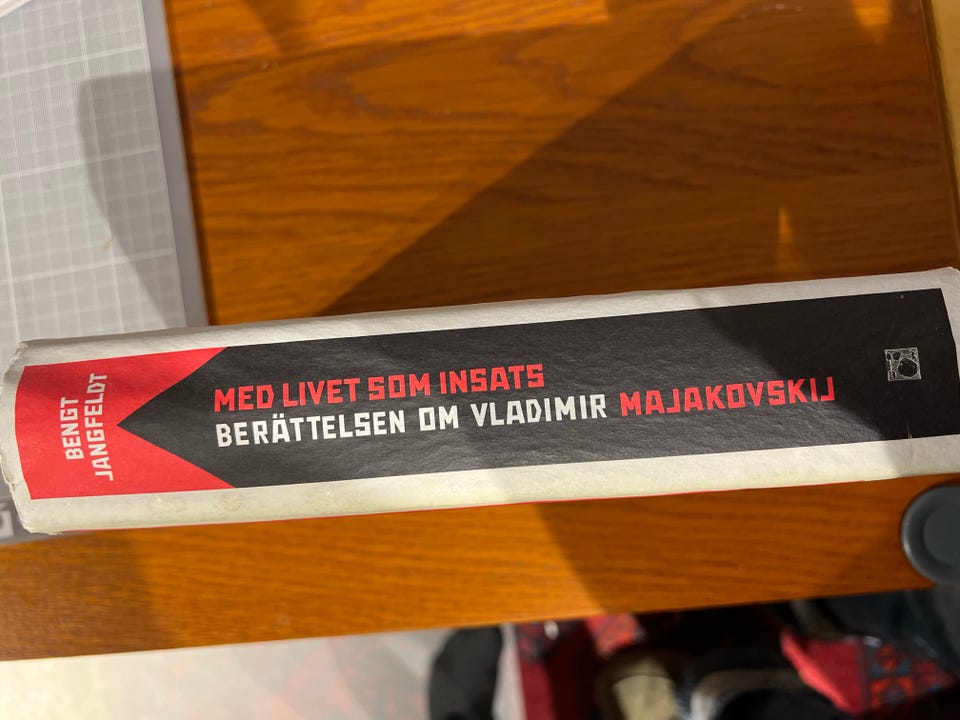 BENGT
JANGFELDT
MED LIVET SOM INSATS
BERÄTTELSEN OM VLADIMIR MAJAKOVSKIJ